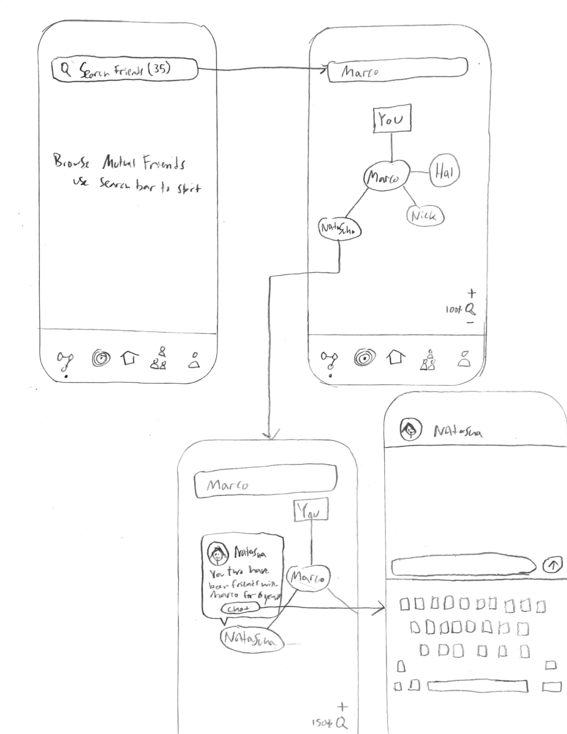 Search Friends (35)
Browse Mutual Friends
use search bar to start
Marco
You
Marco
Hal
Nick
Natasha
+
100%
-
Marco
You
Natasha
You two have
been friends with
Marco for 6 years
chat
Marco
Natasha
+
150%
Natasha